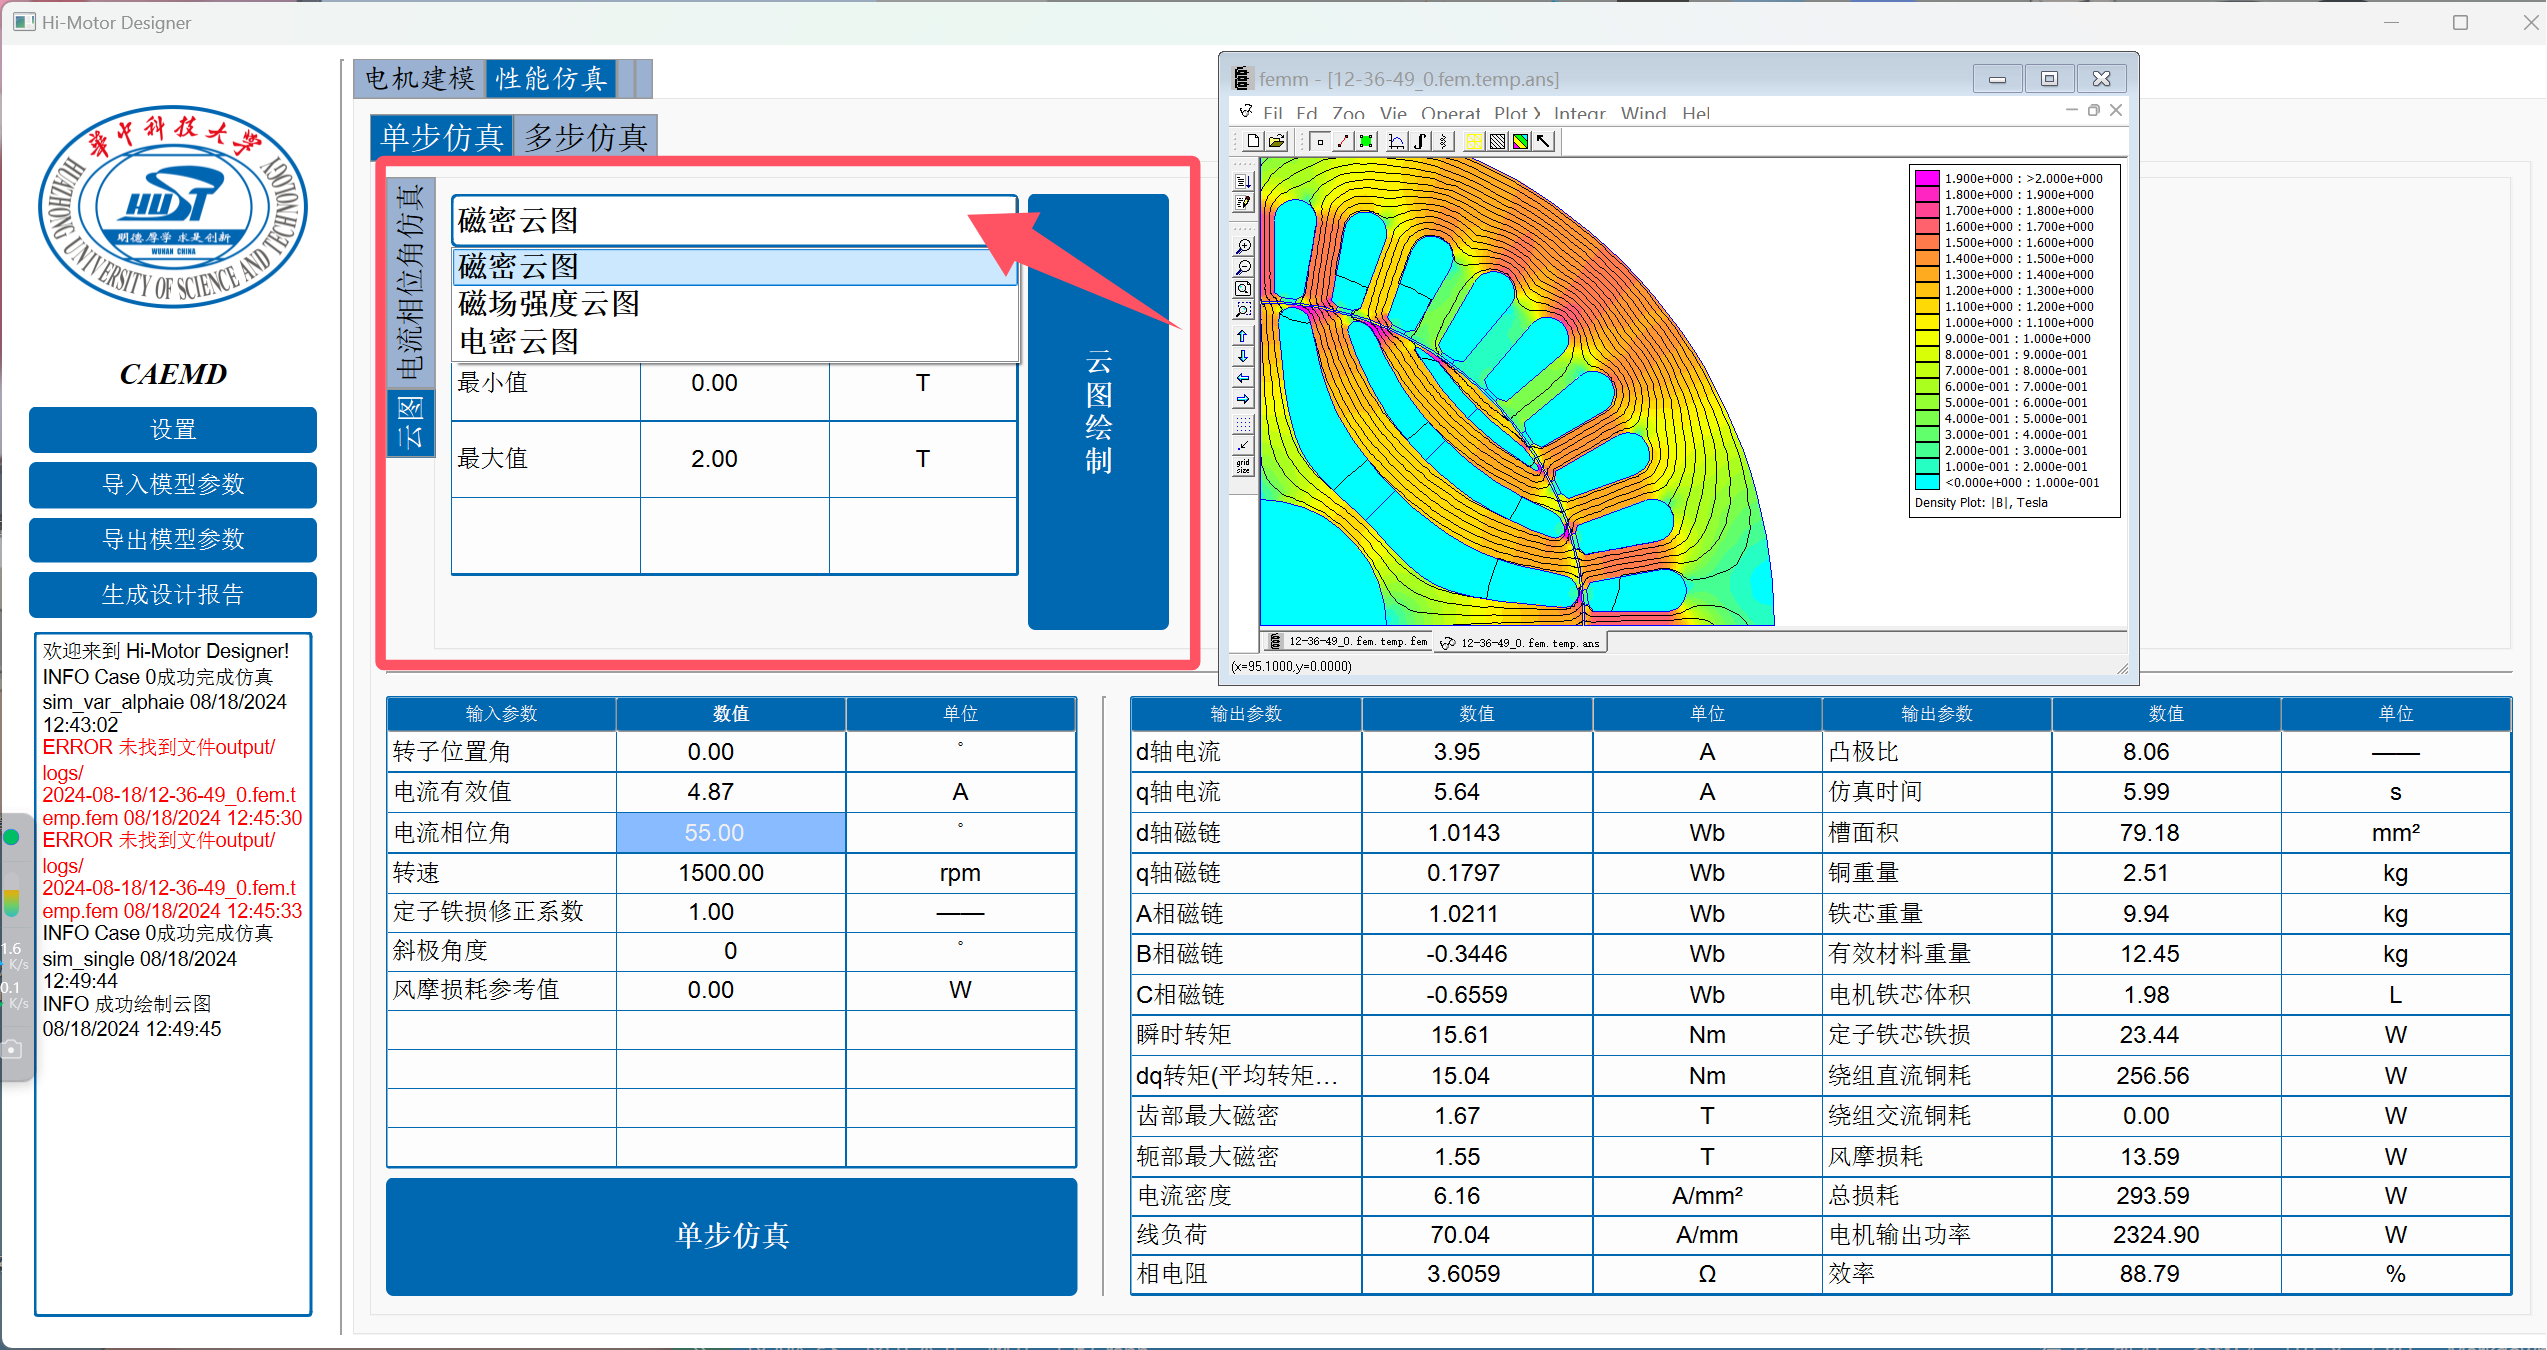 Hi-Motor Designer
华中科技大学
HUAZHONG UNIVERSITY OF SCIENCE AND TECHNOLOGY
HUST
明德厚学 求是创新
WUHAN CHINA
CAEMD
设置
导入模型参数
导出模型参数
生成设计报告
欢迎来到 Hi-Motor Designer!
INFO Case 0成功完成仿真
sim_var_alphaie 08/18/2024
12:43:02
ERROR 未找到文件output/
logs/
2024-08-18/12-36-49_0.fem.t
emp.fem 08/18/2024 12:45:30
ERROR 未找到文件output/
logs/
2024-08-18/12-36-49_0.fem.t
emp.fem 08/18/2024 12:45:33
INFO Case 0成功完成仿真
sim_single 08/18/2024
12:49:44
INFO 成功绘制云图
08/18/2024 12:49:45
1.6
K/s
0.1
K/s
电机建模 性能仿真
单步仿真 多步仿真
电流相位角仿真
云图
磁密云图
磁密云图
磁场强度云图
电密云图
最小值 0.00 T
最大值 2.00 T
云图绘制
femm - [12-36-49_0.fem.temp.ans]
Fil Ed Zoo Vie Operat Plot Integr Wind Hel
grid
size
1.900e+000 : >2.000e+000
1.800e+000 : 1.900e+000
1.700e+000 : 1.800e+000
1.600e+000 : 1.700e+000
1.500e+000 : 1.600e+000
1.400e+000 : 1.500e+000
1.300e+000 : 1.400e+000
1.200e+000 : 1.300e+000
1.100e+000 : 1.200e+000
1.000e+000 : 1.100e+000
9.000e-001 : 1.000e+000
8.000e-001 : 9.000e-001
7.000e-001 : 8.000e-001
6.000e-001 : 7.000e-001
5.000e-001 : 6.000e-001
4.000e-001 : 5.000e-001
3.000e-001 : 4.000e-001
2.000e-001 : 3.000e-001
1.000e-001 : 2.000e-001
<0.000e+000 : 1.000e-001
Density Plot: |B|, Tesla
12-36-49_0.fem.temp.fem 12-36-49_0.fem.temp.ans
(x=95.1000,y=0.0000)
输入参数 数值 单位
转子位置角 0.00 °
电流有效值 4.87 A
电流相位角 55.00 °
转速 1500.00 rpm
定子铁损修正系数 1.00 ——
斜极角度 0 °
风摩损耗参考值 0.00 W
单步仿真
输出参数 数值 单位 输出参数 数值 单位
d轴电流 3.95 A 凸极比 8.06 ——
q轴电流 5.64 A 仿真时间 5.99 s
d轴磁链 1.0143 Wb 槽面积 79.18 mm²
q轴磁链 0.1797 Wb 铜重量 2.51 kg
A相磁链 1.0211 Wb 铁芯重量 9.94 kg
B相磁链 -0.3446 Wb 有效材料重量 12.45 kg
C相磁链 -0.6559 Wb 电机铁芯体积 1.98 L
瞬时转矩 15.61 Nm 定子铁芯铁损 23.44 W
dq转矩(平均转矩… 15.04 Nm 绕组直流铜耗 256.56 W
齿部最大磁密 1.67 T 绕组交流铜耗 0.00 W
轭部最大磁密 1.55 T 风摩损耗 13.59 W
电流密度 6.16 A/mm² 总损耗 293.59 W
线负荷 70.04 A/mm 电机输出功率 2324.90 W
相电阻 3.6059 Ω 效率 88.79 %